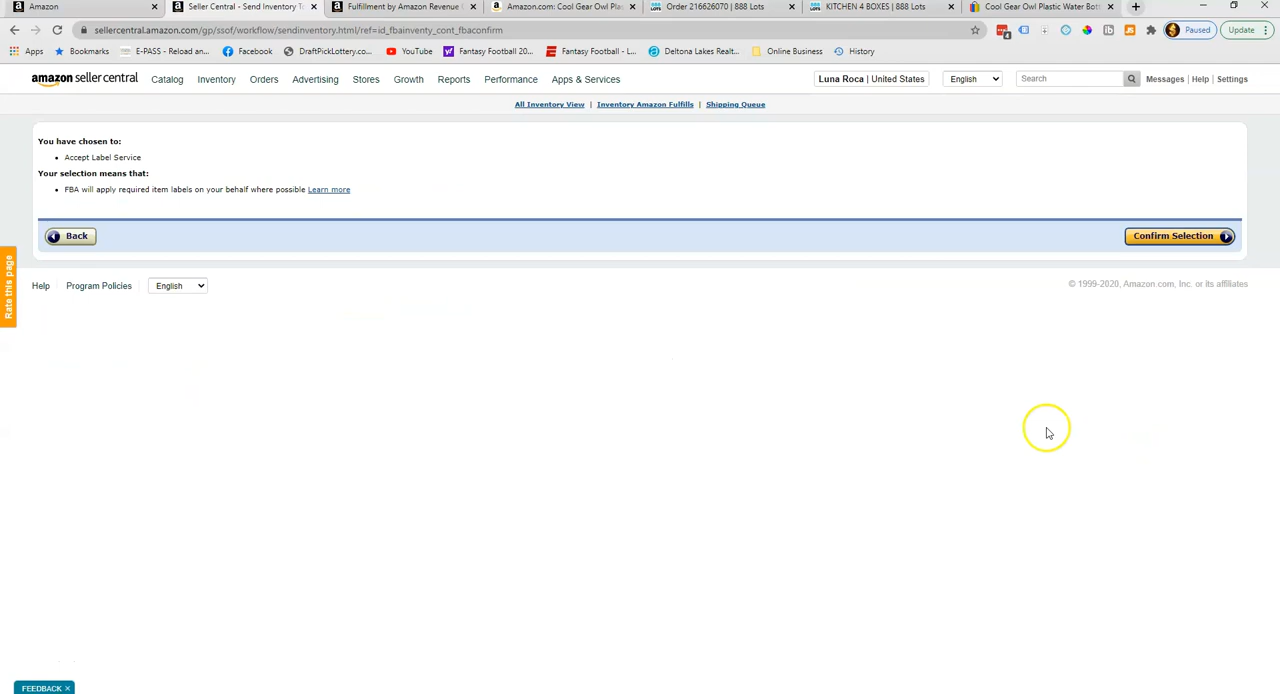 Amazon
Seller Central - Send Inventory T
Fulfillment by Amazon Revenue C
Amazon.com: Cool Gear Owl Plas
Order 216626070 | 888 Lots
KITCHEN 4 BOXES | 888 Lots
Cool Gear Owl Plastic Water Bott
sellercentral.amazon.com/gp/ssof/workflow/sendinventory.html/ref=id_fbainventy_cont_fbaconfirm
Paused
Update
Apps
Bookmarks
E-PASS - Reload an...
Facebook
DraftPickLottery.co...
YouTube
Fantasy Football 20...
Fantasy Football - L...
Deltona Lakes Realt...
Online Business
History
amazon seller central
Catalog
Inventory
Orders
Advertising
Stores
Growth
Reports
Performance
Apps & Services
Luna Roca | United States
English
Search
Messages | Help | Settings
All Inventory View | Inventory Amazon Fulfills | Shipping Queue
You have chosen to:
• Accept Label Service
Your selection means that:
• FBA will apply required item labels on your behalf where possible Learn more
Back
Confirm Selection
Rate this page
Help
Program Policies
English
© 1999-2020, Amazon.com, Inc. or its affiliates
FEEDBACK ×